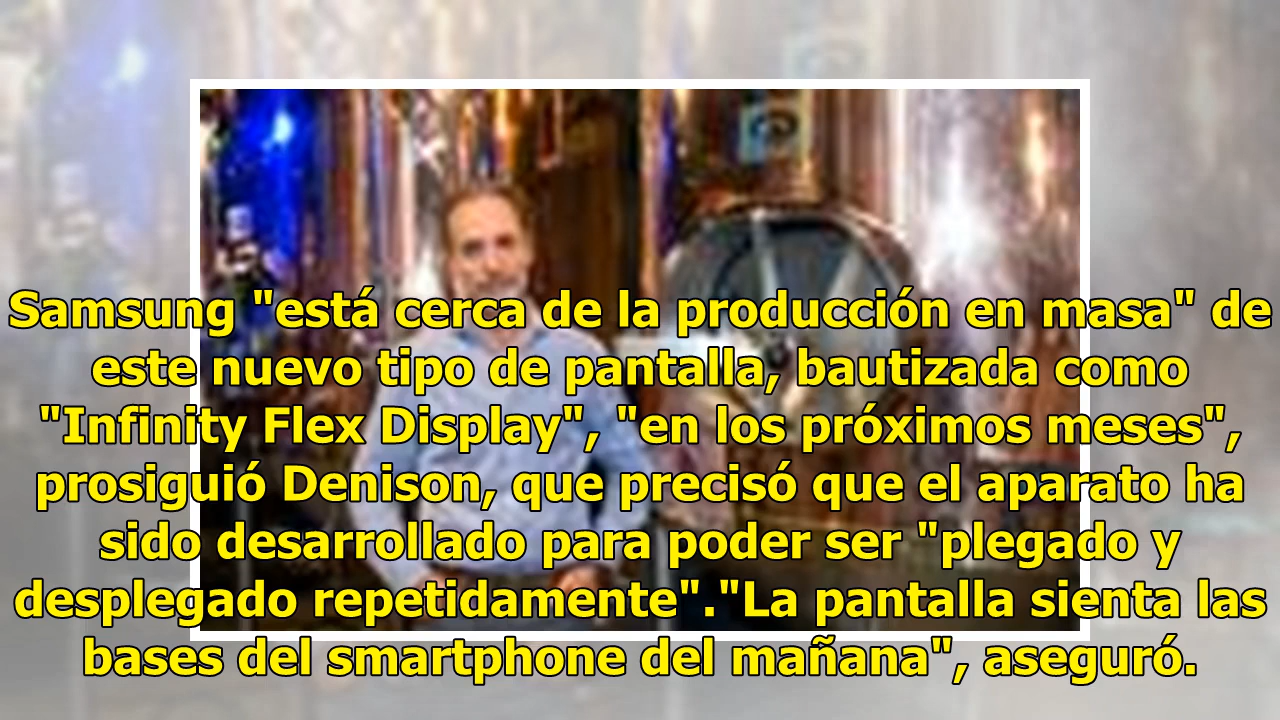 Samsung "está cerca de la producción en masa" de
este nuevo tipo de pantalla, bautizada como
"Infinity Flex Display", "en los próximos meses",
prosiguió Denison, que precisó que el aparato ha
sido desarrollado para poder ser "plegado y
desplegado repetidamente"."La pantalla sienta las
bases del smartphone del mañana", aseguró.